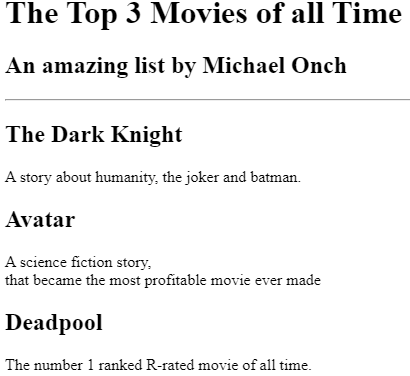 The Top 3 Movies of all Time
An amazing list by Michael Onch
The Dark Knight
A story about humanity, the joker and batman.
Avatar
A science fiction story,
that became the most profitable movie ever made
Deadpool
The number 1 ranked R-rated movie of all time.